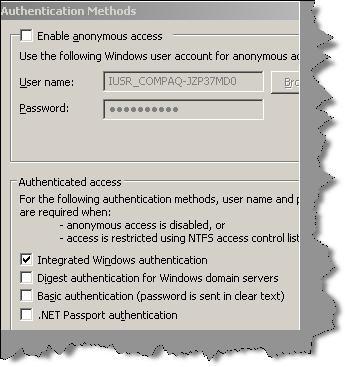 Authentication Methods
Enable anonymous access
Use the following Windows user account for anonymous
User name: IUSR_COMPAQ-JZP37MD0
Password: ●●●●●●●●●●
Authenticated access
For the following authentication methods, user name and
are required when:
- anonymous access is disabled, or
- access is restricted using NTFS access control
Integrated Windows authentication
Digest authentication for Windows domain servers
Basic authentication (password is sent in clear text)
.NET Passport authentication